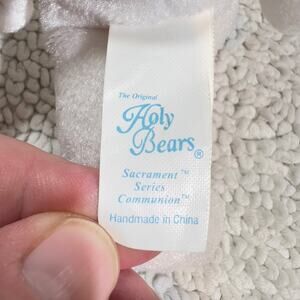 The Original
Holy
Bears®
Sacrament™
Series
Communion™
Handmade in China